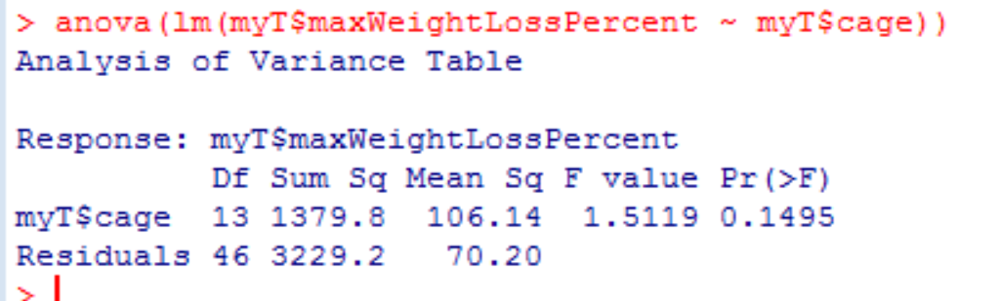 > anova(lm(myT$maxWeightLossPercent ~ myT$cage))
Analysis of Variance Table
Response: myT$maxWeightLossPercent
Df Sum Sq Mean Sq F value Pr(>F)
myT$cage 13 1379.8 106.14 1.5119 0.1495
Residuals 46 3229.2 70.20
>